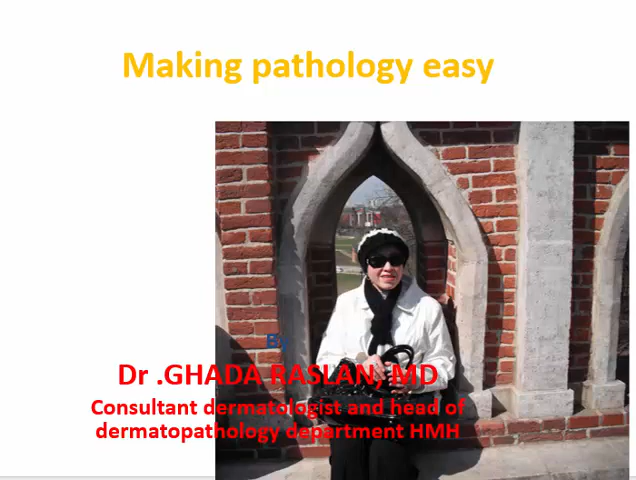 Making pathology easy
By
Dr .GHADA RASLAN, MD
Consultant dermatologist and head of
dermatopathology department HMH